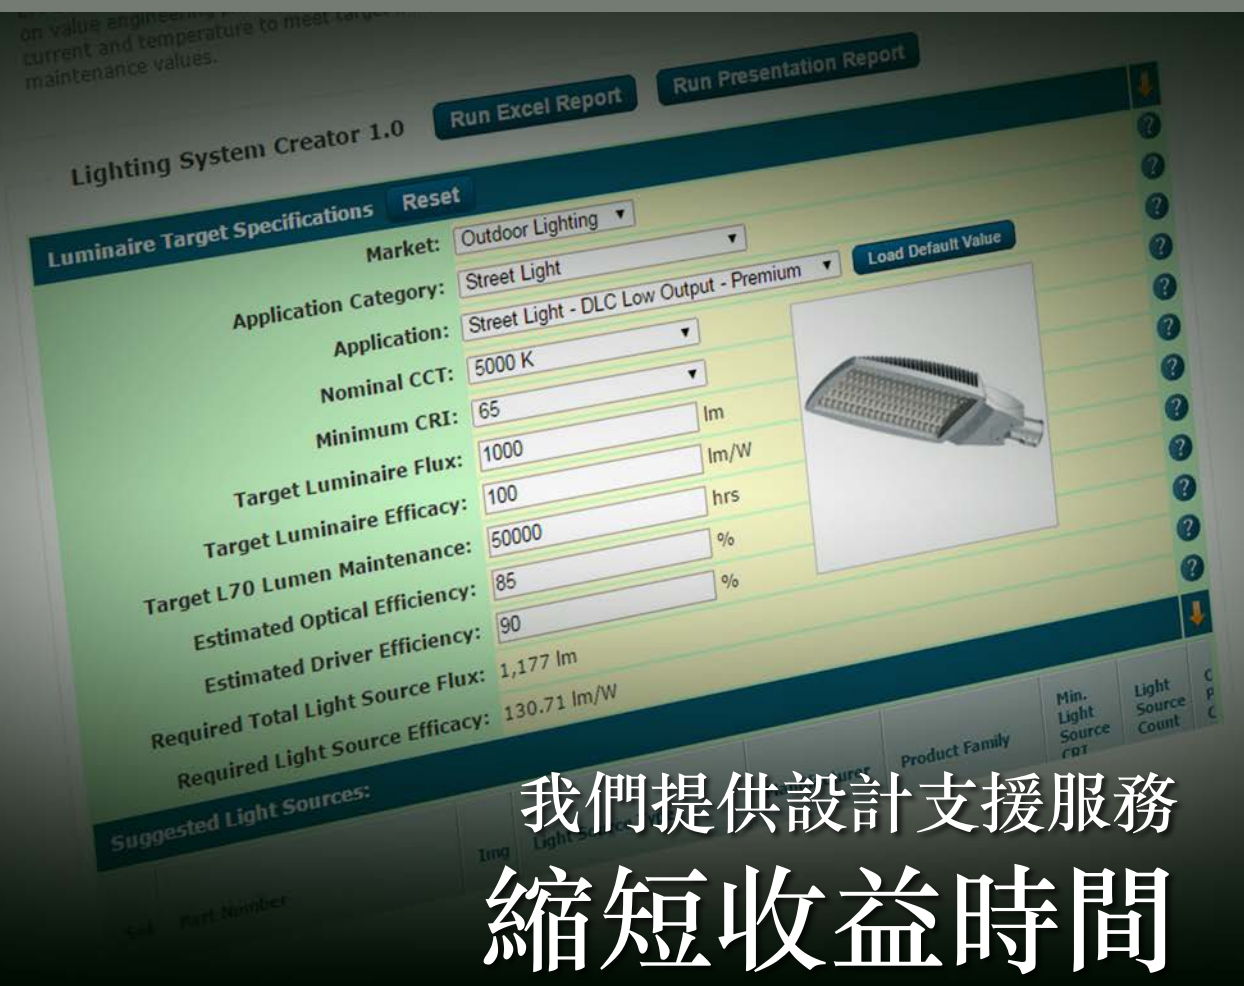 on value engineering
current and temperature to meet target
maintenance values.
Lighting System Creator 1.0
Run Excel Report
Run Presentation Report
Luminaire Target Specifications
Reset
Market: Outdoor Lighting
Application Category: Street Light
Application: Street Light - DLC Low Output - Premium
Load Default Value
Nominal CCT: 5000 K
Minimum CRI: 65
Target Luminaire Flux: 1000 lm
Target Luminaire Efficacy: 100 lm/W
Target L70 Lumen Maintenance: 50000 hrs
Estimated Optical Efficiency: 85 %
Estimated Driver Efficiency: 90 %
Required Total Light Source Flux: 1,177 lm
Required Light Source Efficacy: 130.71 lm/W
Suggested Light Sources:
Sel
Part Number
Img
Light Source
Product Family
Min. Light Source CRI
Light Source Count
我們提供設計支援服務
縮短收益時間